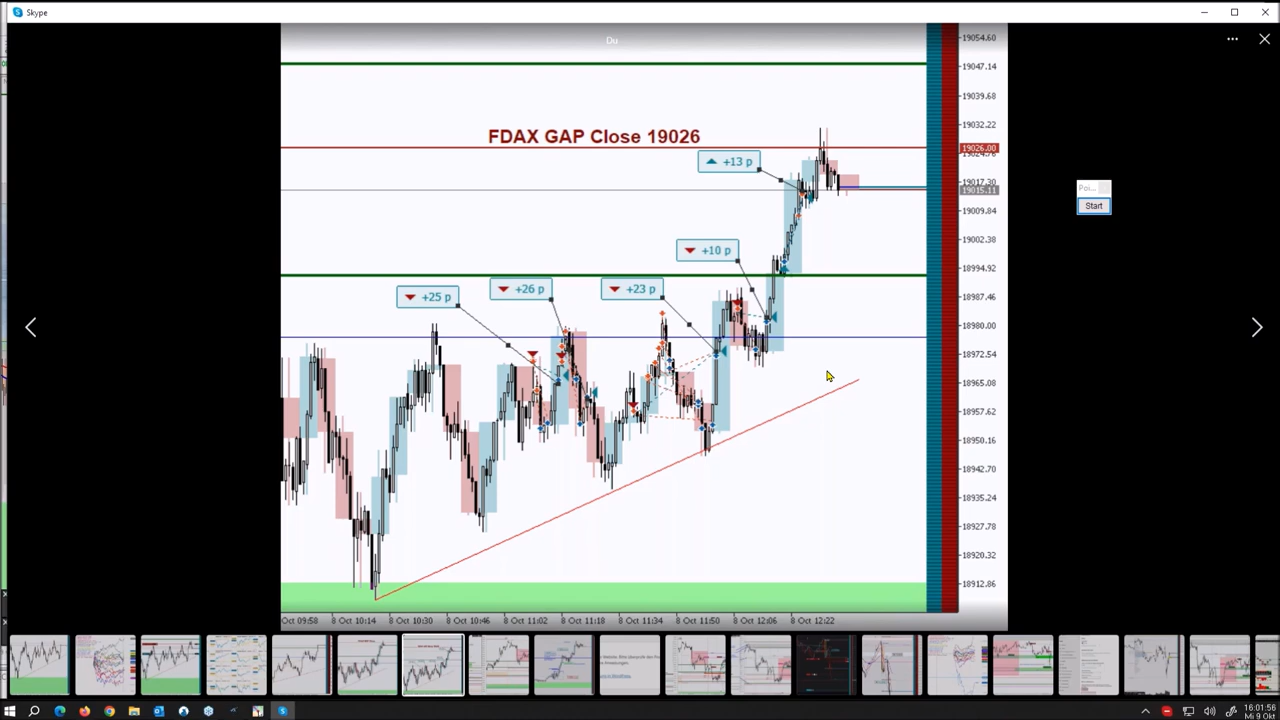 Skype
Du
FDAX GAP Close 19026
+13 p
+10 p
+25 p
+26 p
+23 p
19054.60
19047.14
19039.68
19032.22
19026.00
19024.76
19017.30
19015.11
19009.84
19002.38
18994.92
18987.46
18980.00
18972.54
18965.08
18957.62
18950.16
18942.70
18935.24
18927.78
18920.32
18912.86
Oct 09:58
8 Oct 10:14
8 Oct 10:30
8 Oct 10:46
8 Oct 11:02
8 Oct 11:18
8 Oct 11:34
8 Oct 11:50
8 Oct 12:06
8 Oct 12:22
Poi...
Start
16:01:56